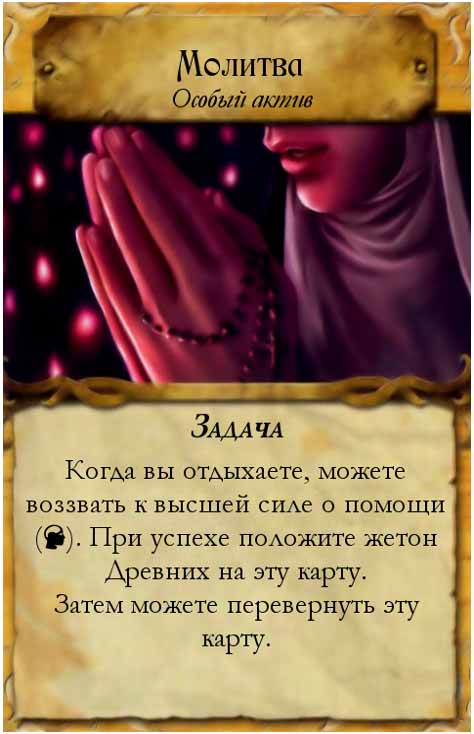 Молитва
Особый актив
Задача
Когда вы отдыхаете, можете
воззвать к высшей силе о помощи
(). При успехе положите жетон
Древних на эту карту.
Затем можете перевернуть эту
карту.